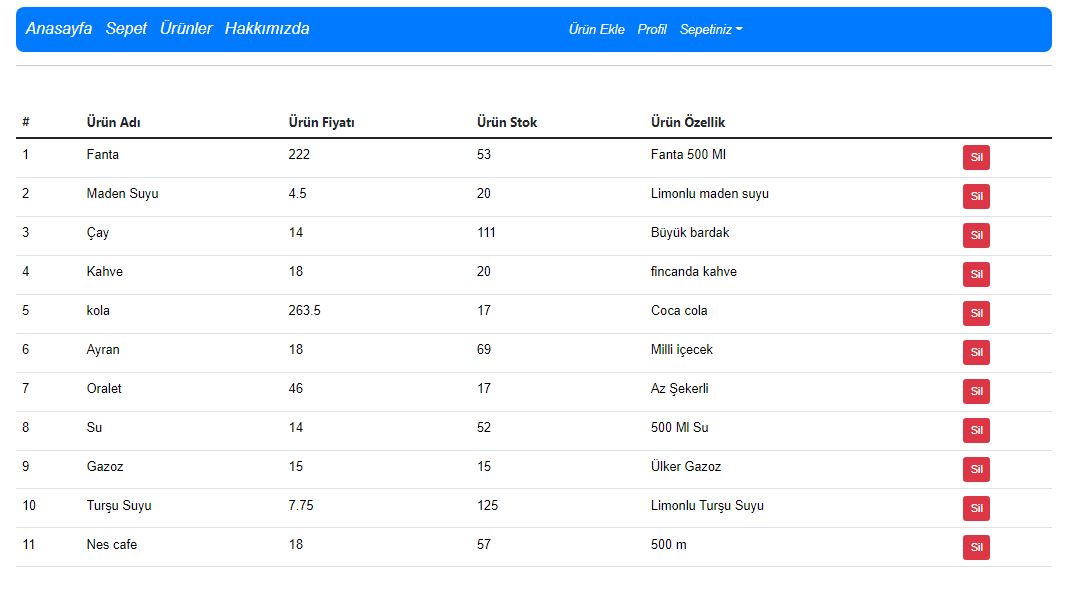 Anasayfa Sepet Ürünler Hakkımızda Ürün Ekle Profil Sepetiniz
# Ürün Adı Ürün Fiyatı Ürün Stok Ürün Özellik
1 Fanta 222 53 Fanta 500 Ml Sil
2 Maden Suyu 4.5 20 Limonlu maden suyu Sil
3 Çay 14 111 Büyük bardak Sil
4 Kahve 18 20 fincanda kahve Sil
5 kola 263.5 17 Coca cola Sil
6 Ayran 18 69 Milli içecek Sil
7 Oralet 46 17 Az Şekerli Sil
8 Su 14 52 500 Ml Su Sil
9 Gazoz 15 15 Ülker Gazoz Sil
10 Turşu Suyu 7.75 125 Limonlu Turşu Suyu Sil
11 Nes cafe 18 57 500 m Sil